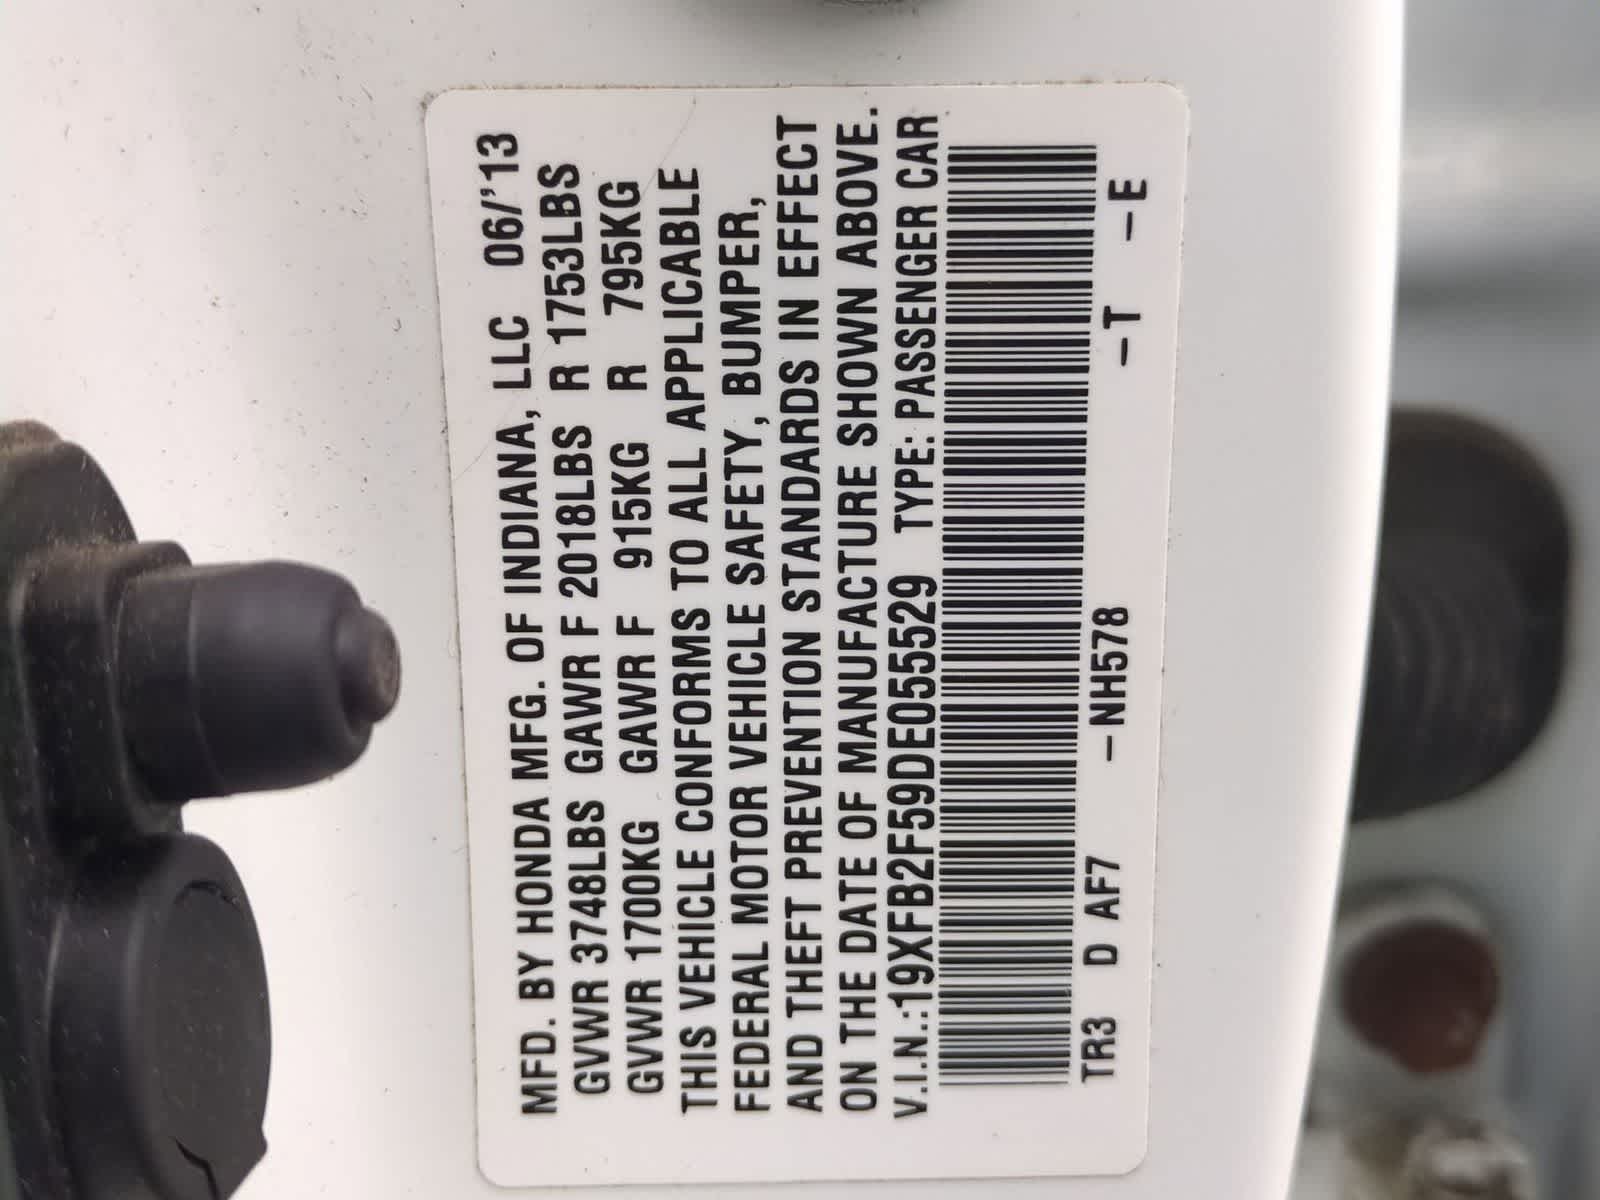 MFD. BY HONDA MFG. OF INDIANA, LLC 06/'13
GVWR 3748LBS GAWR F 2018LBS R 1753LBS
GVWR 1700KG GAWR F 915KG R 795KG
THIS VEHICLE CONFORMS TO ALL APPLICABLE
FEDERAL MOTOR VEHICLE SAFETY, BUMPER,
AND THEFT PREVENTION STANDARDS IN EFFECT
ON THE DATE OF MANUFACTURE SHOWN ABOVE.
V.I.N.:19XFB2F59DE055529 TYPE: PASSENGER CAR
TR3 D AF7 –NH578 –T –E